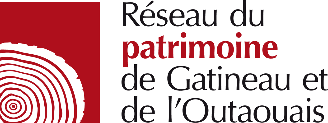 Réseau du
patrimoine
de Gatineau et
de l'Outaouais